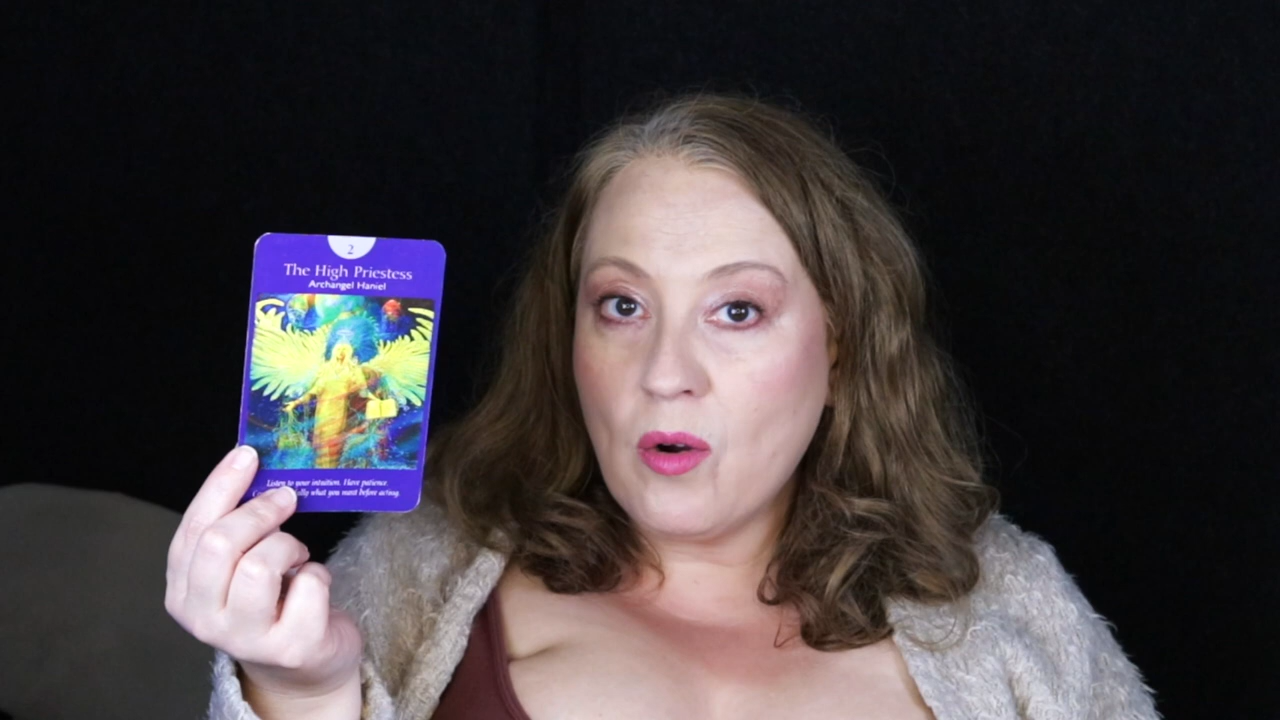 2
The High Priestess
Archangel Haniel
Listen to your intuition. Have patience.
what you want before acting.